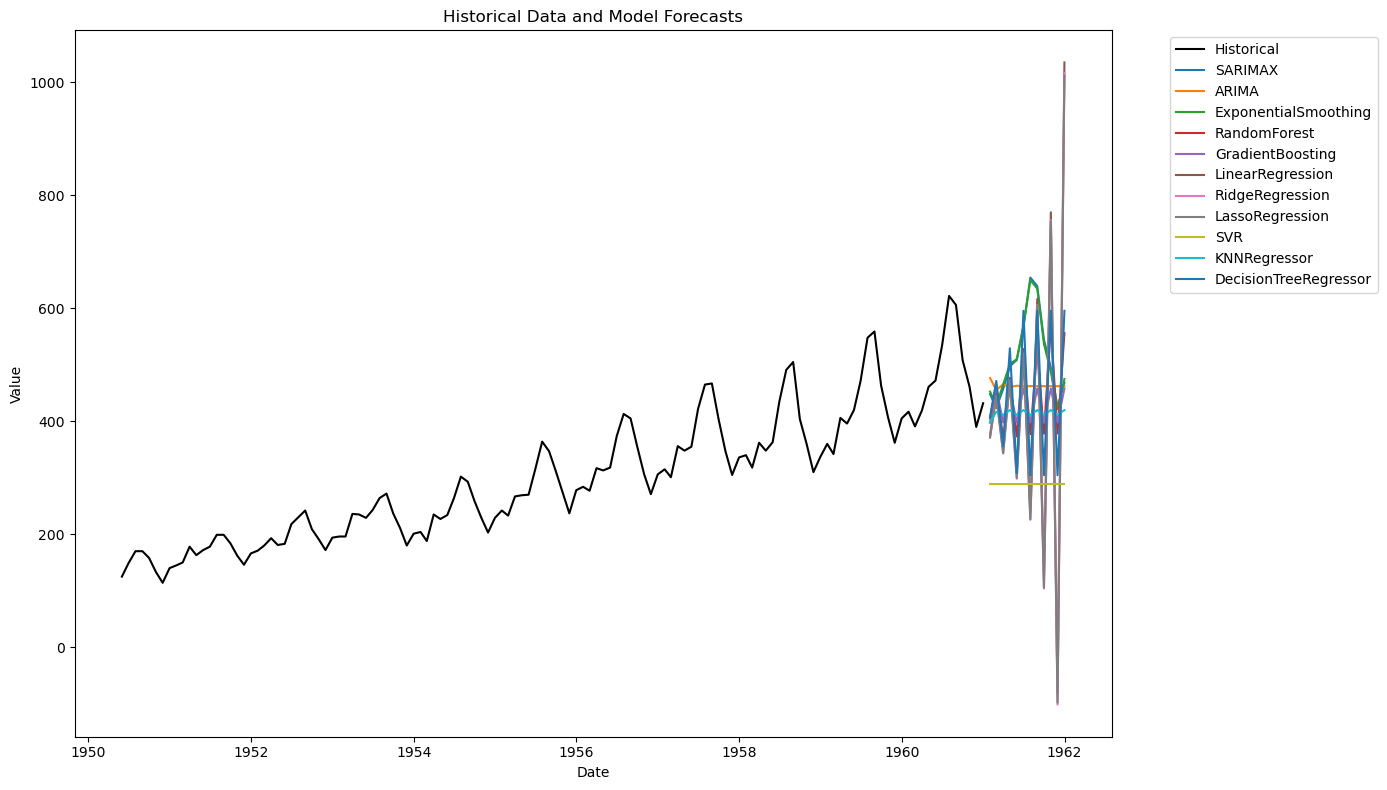 Historical Data and Model Forecasts
Value
1000
800
600
400
200
0
1950
1952
1954
1956
1958
1960
1962
Date
Historical
SARIMAX
ARIMA
ExponentialSmoothing
RandomForest
GradientBoosting
LinearRegression
RidgeRegression
LassoRegression
SVR
KNNRegressor
DecisionTreeRegressor